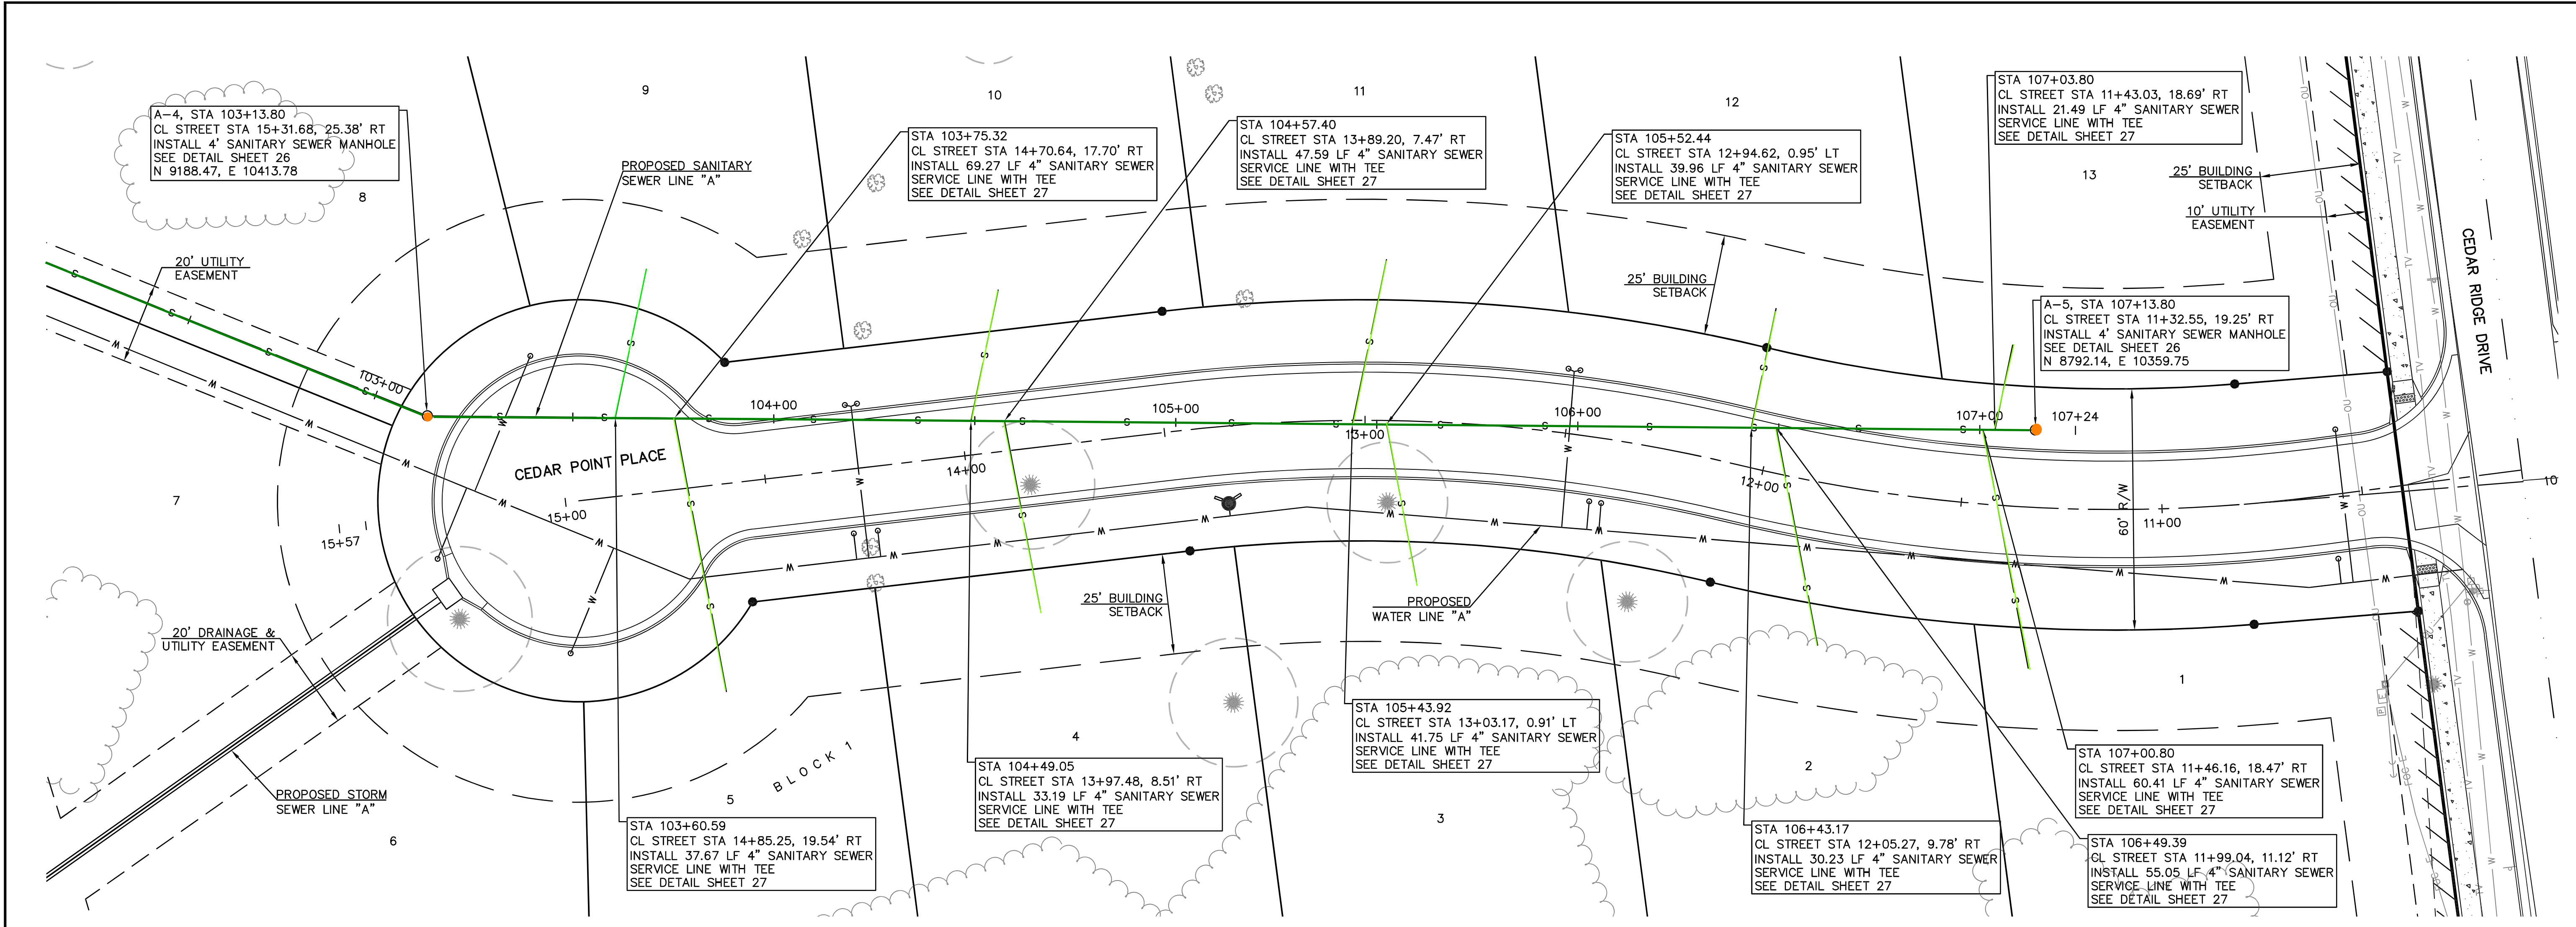 A-4, STA 103+13.80
CL STREET STA 15+31.68, 25.38' RT
INSTALL 4' SANITARY SEWER MANHOLE
SEE DETAIL SHEET 26
N 9188.47, E 10413.78
8
9
10
11
12
13
PROPOSED SANITARY
SEWER LINE "A"
STA 103+75.32
CL STREET STA 14+70.64, 17.70' RT
INSTALL 69.27 LF 4" SANITARY SEWER
SERVICE LINE WITH TEE
SEE DETAIL SHEET 27
STA 104+57.40
CL STREET STA 13+89.20, 7.47' RT
INSTALL 47.59 LF 4" SANITARY SEWER
SERVICE LINE WITH TEE
SEE DETAIL SHEET 27
STA 105+52.44
CL STREET STA 12+94.62, 0.95' LT
INSTALL 39.96 LF 4" SANITARY SEWER
SERVICE LINE WITH TEE
SEE DETAIL SHEET 27
STA 107+03.80
CL STREET STA 11+43.03, 18.69' RT
INSTALL 21.49 LF 4" SANITARY SEWER
SERVICE LINE WITH TEE
SEE DETAIL SHEET 27
25' BUILDING
SETBACK
10' UTILITY
EASEMENT
CEDAR RIDGE DRIVE
20' UTILITY
EASEMENT
25' BUILDING
SETBACK
A-5, STA 107+13.80
CL STREET STA 11+32.55, 19.25' RT
INSTALL 4' SANITARY SEWER MANHOLE
SEE DETAIL SHEET 26
N 8792.14, E 10359.75
103+00
104+00
105+00
106+00
107+00
107+24
CEDAR POINT PLACE
15+57
15+00
14+00
13+00
12+00
11+00
10
60' R/W
7
20' DRAINAGE &
UTILITY EASEMENT
25' BUILDING
SETBACK
PROPOSED
WATER LINE "A"
1
2
3
4
5
6
BLOCK 1
PROPOSED STORM
SEWER LINE "A"
STA 103+60.59
CL STREET STA 14+85.25, 19.54' RT
INSTALL 37.67 LF 4" SANITARY SEWER
SERVICE LINE WITH TEE
SEE DETAIL SHEET 27
STA 104+49.05
CL STREET STA 13+97.48, 8.51' RT
INSTALL 33.19 LF 4" SANITARY SEWER
SERVICE LINE WITH TEE
SEE DETAIL SHEET 27
STA 105+43.92
CL STREET STA 13+03.17, 0.91' LT
INSTALL 41.75 LF 4" SANITARY SEWER
SERVICE LINE WITH TEE
SEE DETAIL SHEET 27
STA 106+43.17
CL STREET STA 12+05.27, 9.78' RT
INSTALL 30.23 LF 4" SANITARY SEWER
SERVICE LINE WITH TEE
SEE DETAIL SHEET 27
STA 107+00.80
CL STREET STA 11+46.16, 18.47' RT
INSTALL 60.41 LF 4" SANITARY SEWER
SERVICE LINE WITH TEE
SEE DETAIL SHEET 27
STA 106+49.39
CL STREET STA 11+99.04, 11.12' RT
INSTALL 55.05 LF 4" SANITARY SEWER
SERVICE LINE WITH TEE
SEE DETAIL SHEET 27